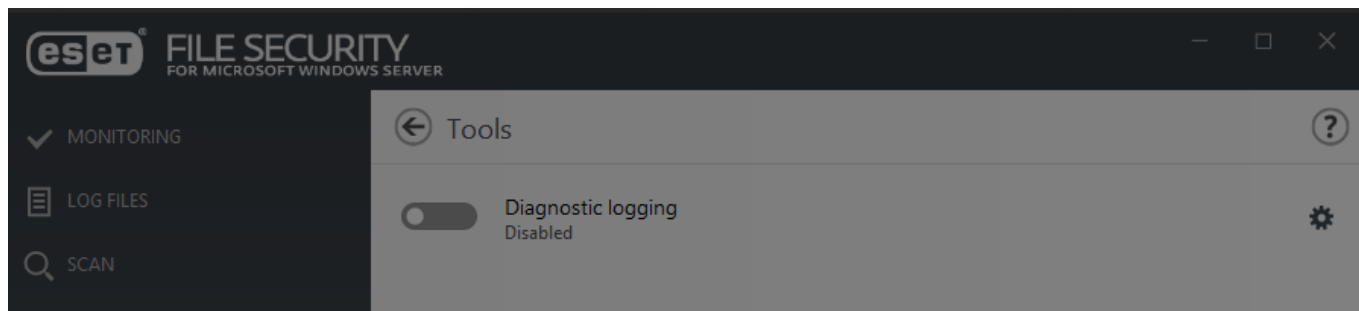 eseT® FILE SECURITY
FOR MICROSOFT WINDOWS SERVER
MONITORING
LOG FILES
SCAN
Tools
?
Diagnostic logging
Disabled